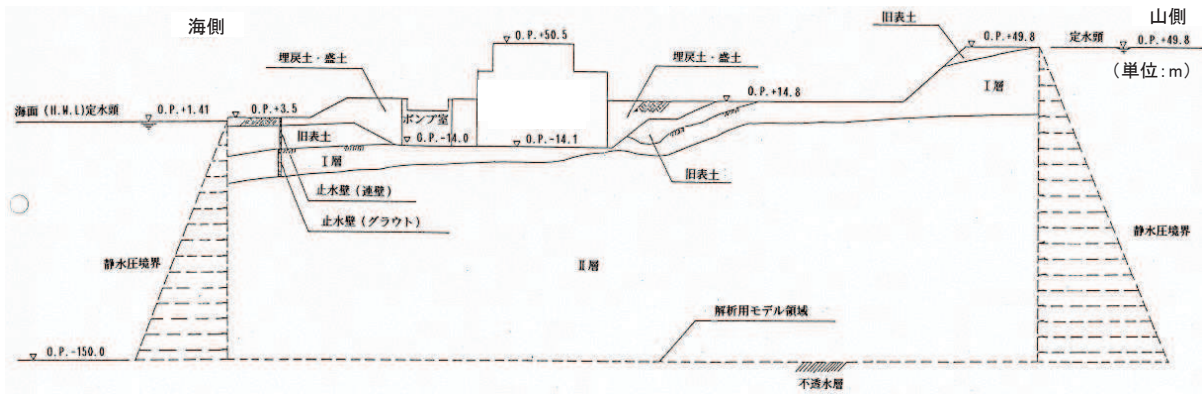 海側
山側
旧表土
O.P.+49.8
定水頭
O.P.+49.8
(単位:m)
O.P.+50.5
埋戻土・盛土
埋戻土・盛土
Ⅰ層
O.P.+14.8
海面(H.W.L)定水頭
O.P.+1.41
O.P.+3.5
ポンプ室
旧表土
O.P.-14.0
O.P.-14.1
Ⅰ層
旧表土
止水壁(連壁)
止水壁(グラウト)
静水圧境界
静水圧境界
Ⅱ層
解析用モデル領域
O.P.-150.0
不透水層